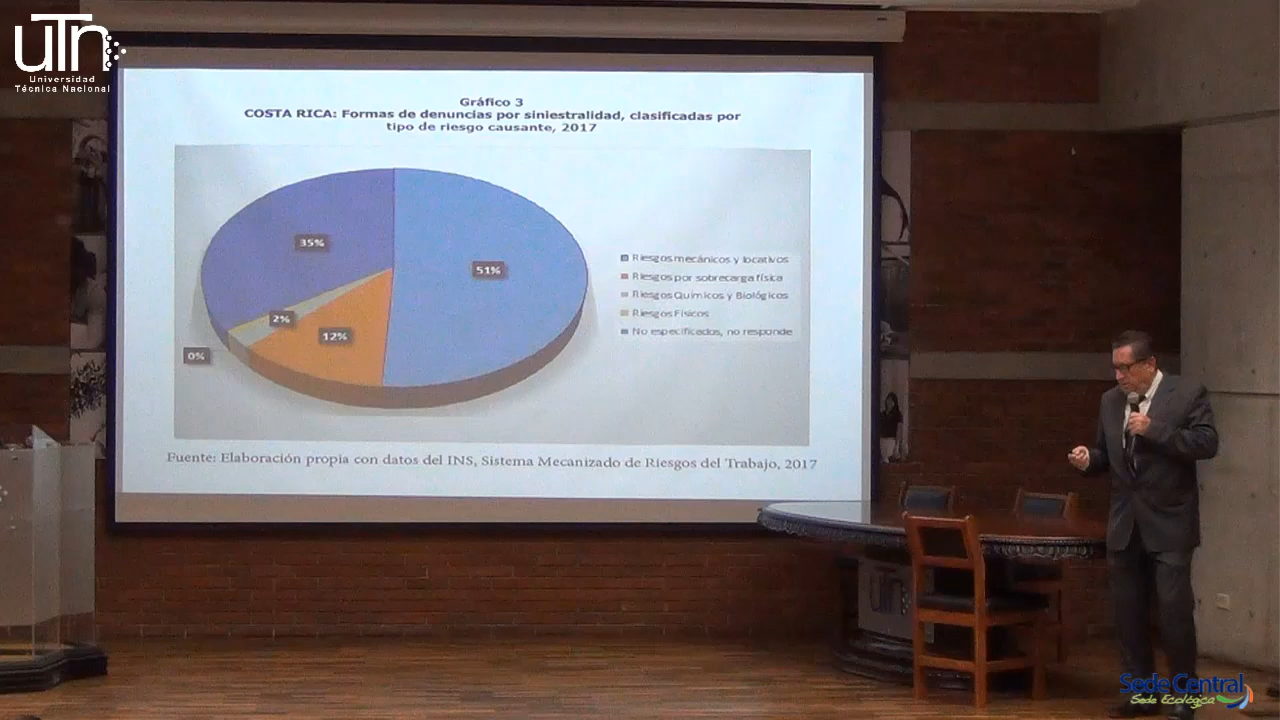 UTn
Universidad
Técnica Nacional
Gráfico 3
COSTA RICA: Formas de denuncias por siniestralidad, clasificadas por
tipo de riesgo causante, 2017
35%
51%
2%
12%
0%
Riesgos mecánicos y locativos
Riesgos por sobrecarga física
Riesgos Químicos y Biológicos
Riesgos Físicos
No especificados, no responde
Fuente: Elaboración propia con datos del INS, Sistema Mecanizado de Riesgos del Trabajo, 2017
Sede Central
Sede Ecológica